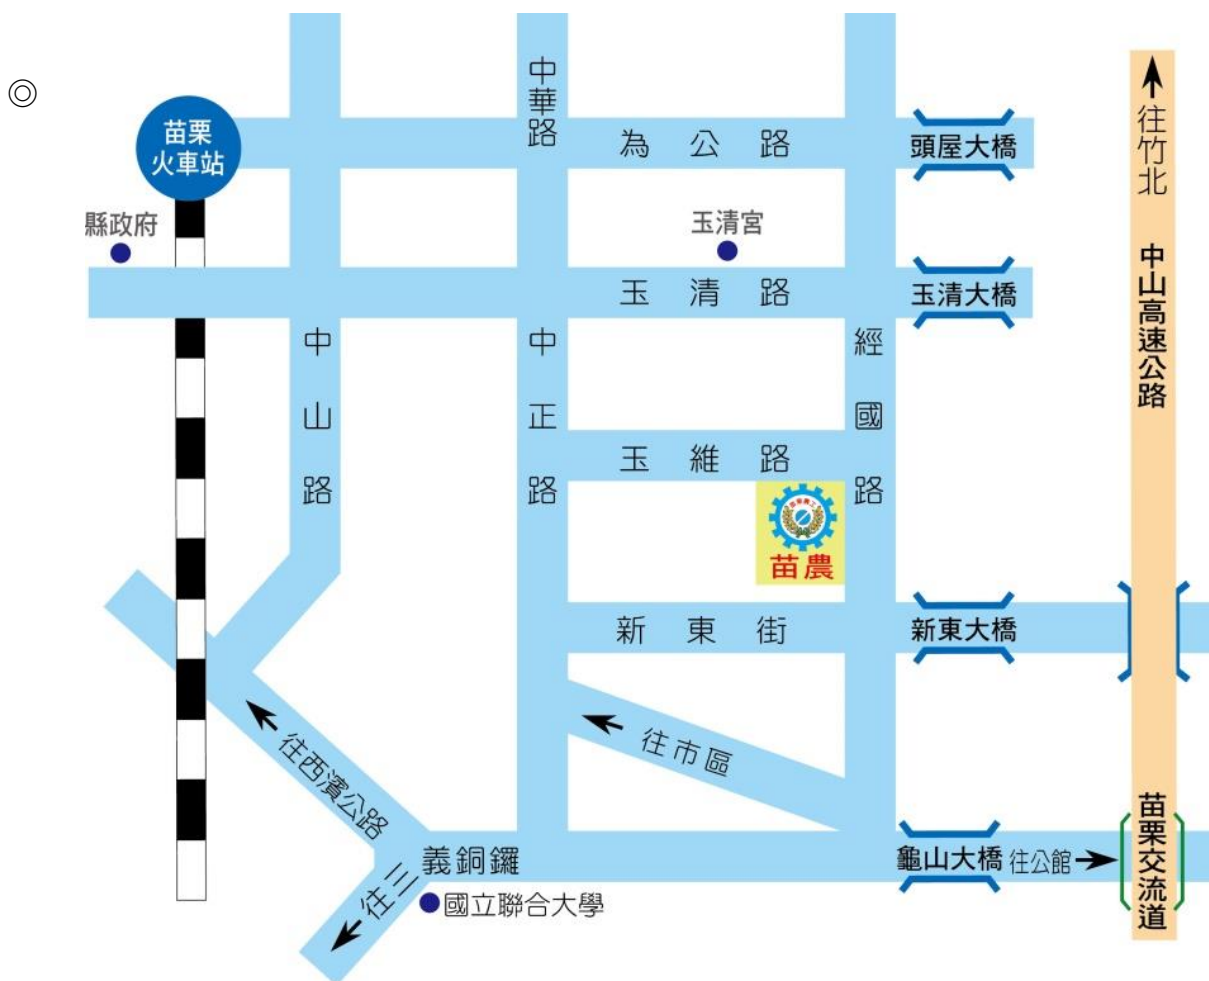 ◎
中華路
苗栗
火車站
為公路
頭屋大橋
往竹北
縣政府
玉清宮
中山高速公路
玉清路
玉清大橋
中山路
中正路
經國路
玉維路
苗農
新東街
新東大橋
往市區
往西濱公路
苗栗交流道
往三義銅鑼
龜山大橋
往公館
國立聯合大學